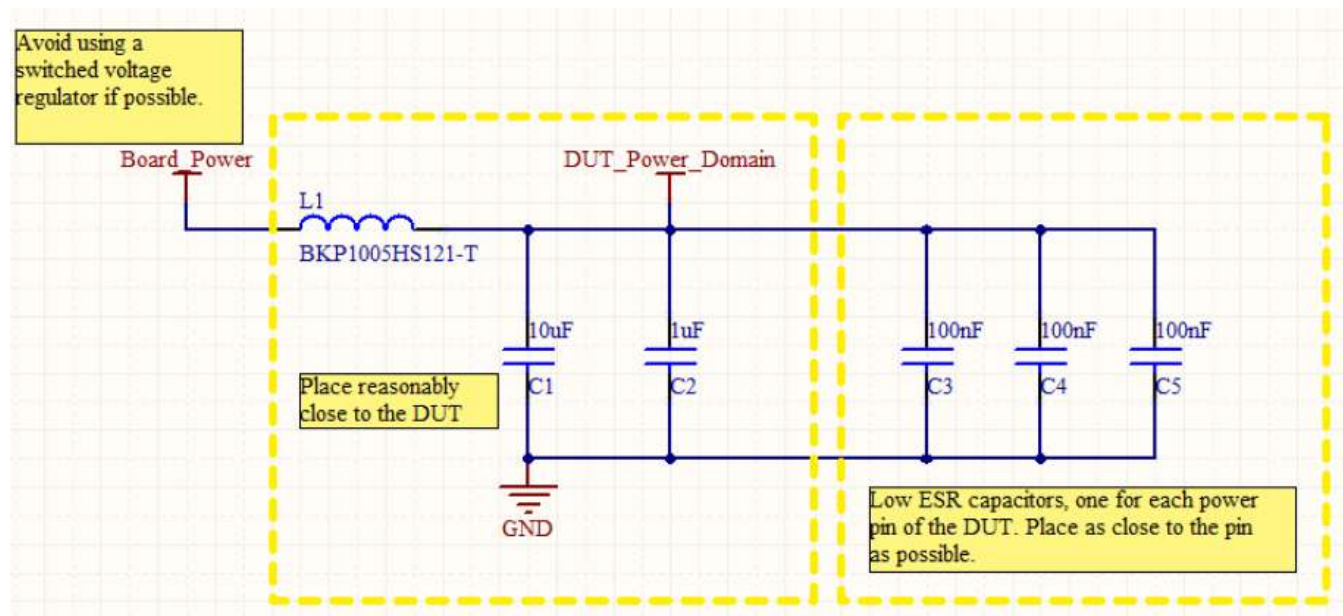 Avoid using a
switched voltage
regulator if possible.
Board_Power
DUT_Power_Domain
L1
BKP1005HS121-T
10uF
1uF
100nF
100nF
100nF
C1
C2
C3
C4
C5
Place reasonably
close to the DUT
GND
Low ESR capacitors, one for each power
pin of the DUT. Place as close to the pin
as possible.